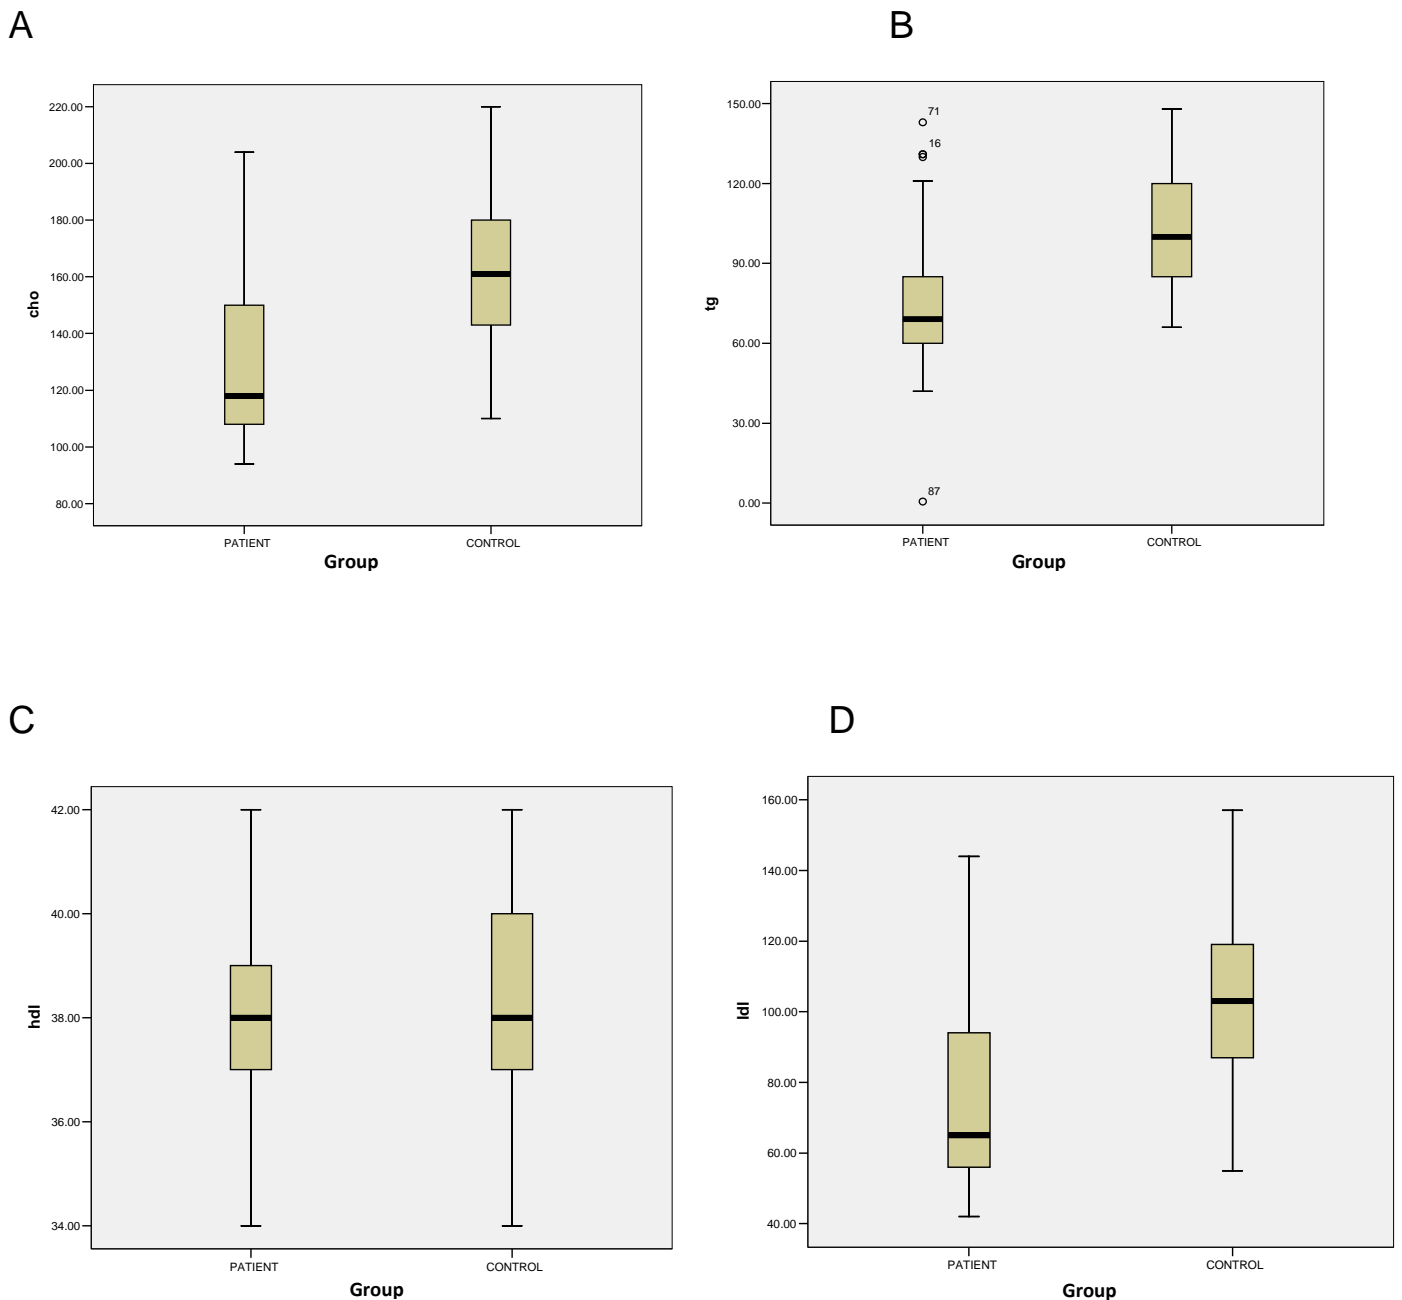 A
B
220.00
200.00
180.00
160.00
140.00
120.00
100.00
80.00
cho
PATIENT
CONTROL
Group
150.00
120.00
90.00
60.00
30.00
0.00
tg
71
16
87
PATIENT
CONTROL
Group
C
D
42.00
40.00
38.00
36.00
34.00
hdl
PATIENT
CONTROL
Group
160.00
140.00
120.00
100.00
80.00
60.00
40.00
ldl
PATIENT
CONTROL
Group